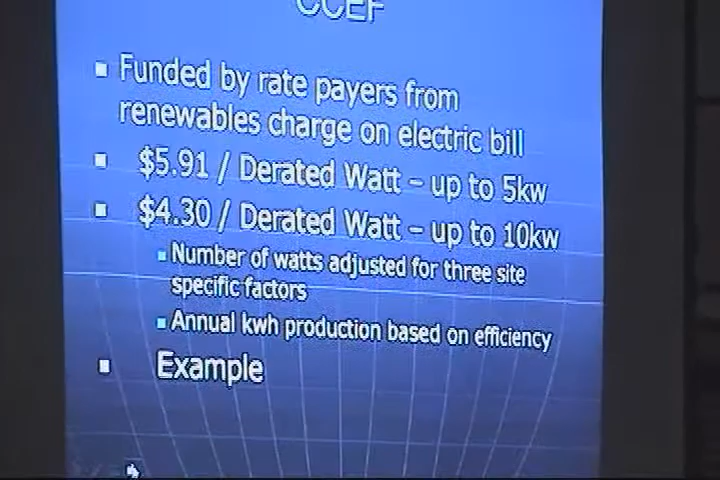 CCEF
Funded by rate payers from
renewables charge on electric bill
$5.91 / Derated Watt – up to 5kw
$4.30 / Derated Watt – up to 10kw
Number of watts adjusted for three site
specific factors
Annual kwh production based on efficiency
Example